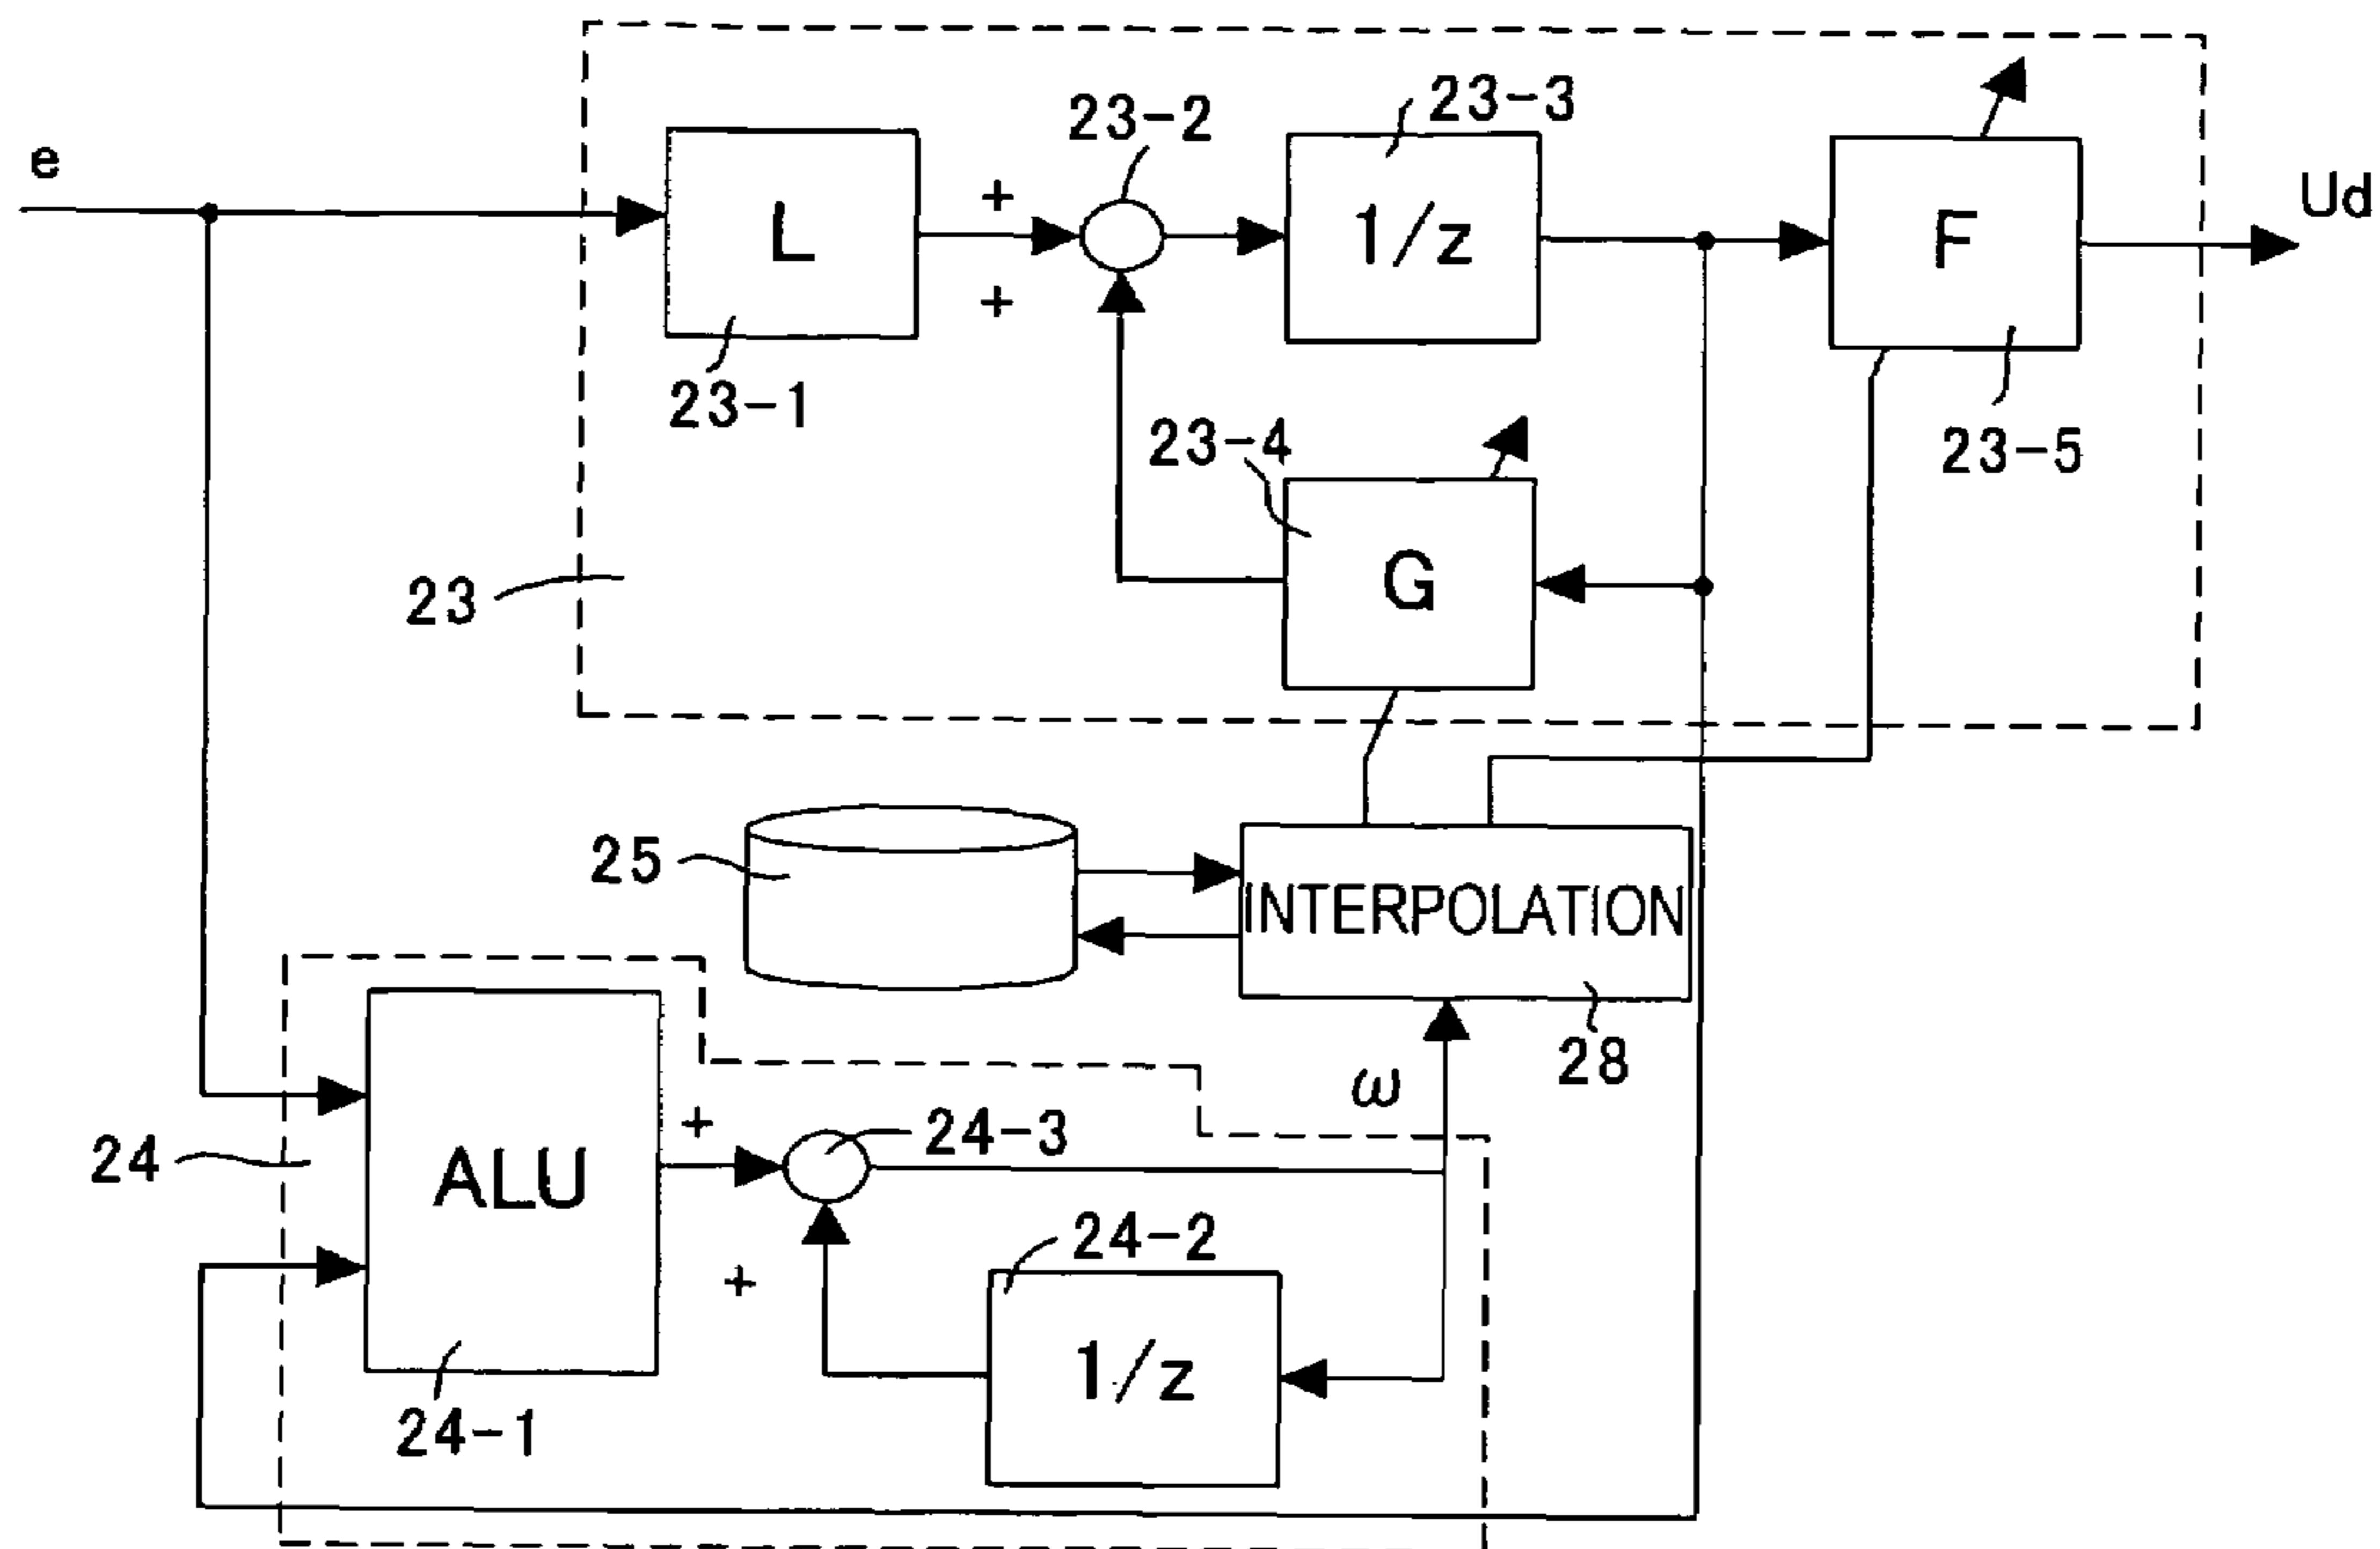 23-3
23-2
e
Ud
+
L
1/z
F
+
23-1
23-4
23-5
G
23
25
INTERPOLATION
28
ω
+
24-3
24
ALU
24-2
+
1/z
24-1